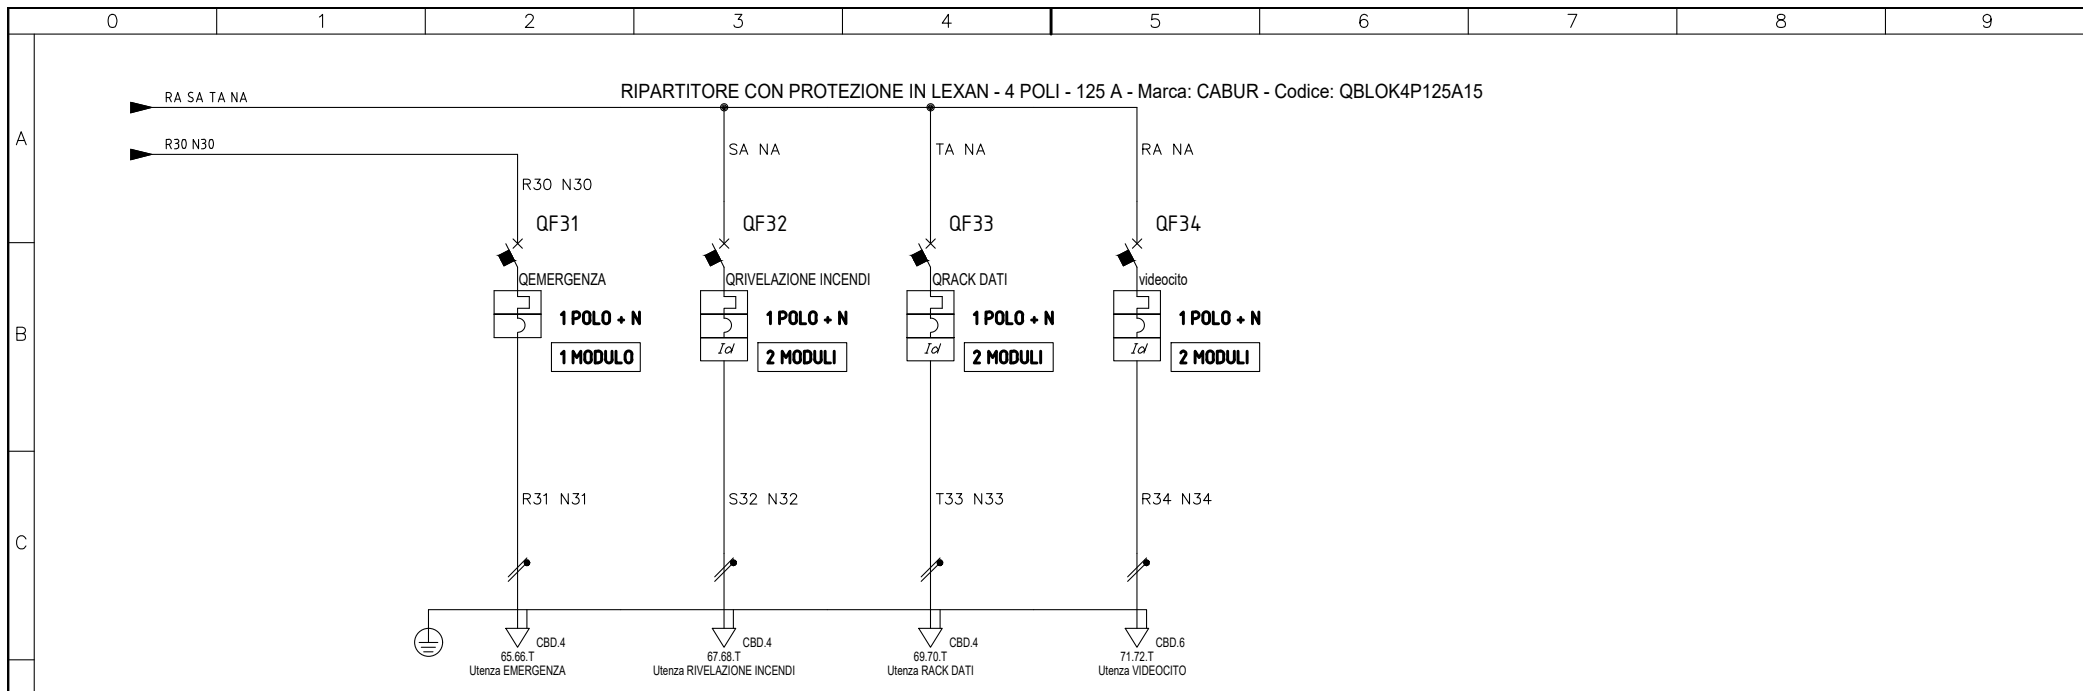 0 1 2 3 4 5 6 7 8 9
RIPARTITORE CON PROTEZIONE IN LEXAN - 4 POLI - 125 A - Marca: CABUR - Codice: QBLOK4P125A15
RA SA TA NA
A
R30 N30
SA NA
TA NA
RA NA
R30 N30
QF31
QF32
QF33
QF34
QEMERGENZA
QRIVELAZIONE INCENDI
QRACK DATI
videocito
B
1 POLO + N
1 POLO + N
1 POLO + N
1 POLO + N
Id
Id
Id
1 MODULO
2 MODULI
2 MODULI
2 MODULI
R31 N31
S32 N32
T33 N33
R34 N34
C
CBD.4
CBD.4
CBD.4
CBD.6
65.66.T
67.68.T
69.70.T
71.72.T
Utenza EMERGENZA
Utenza RIVELAZIONE INCENDI
Utenza RACK DATI
Utenza VIDEOCITO